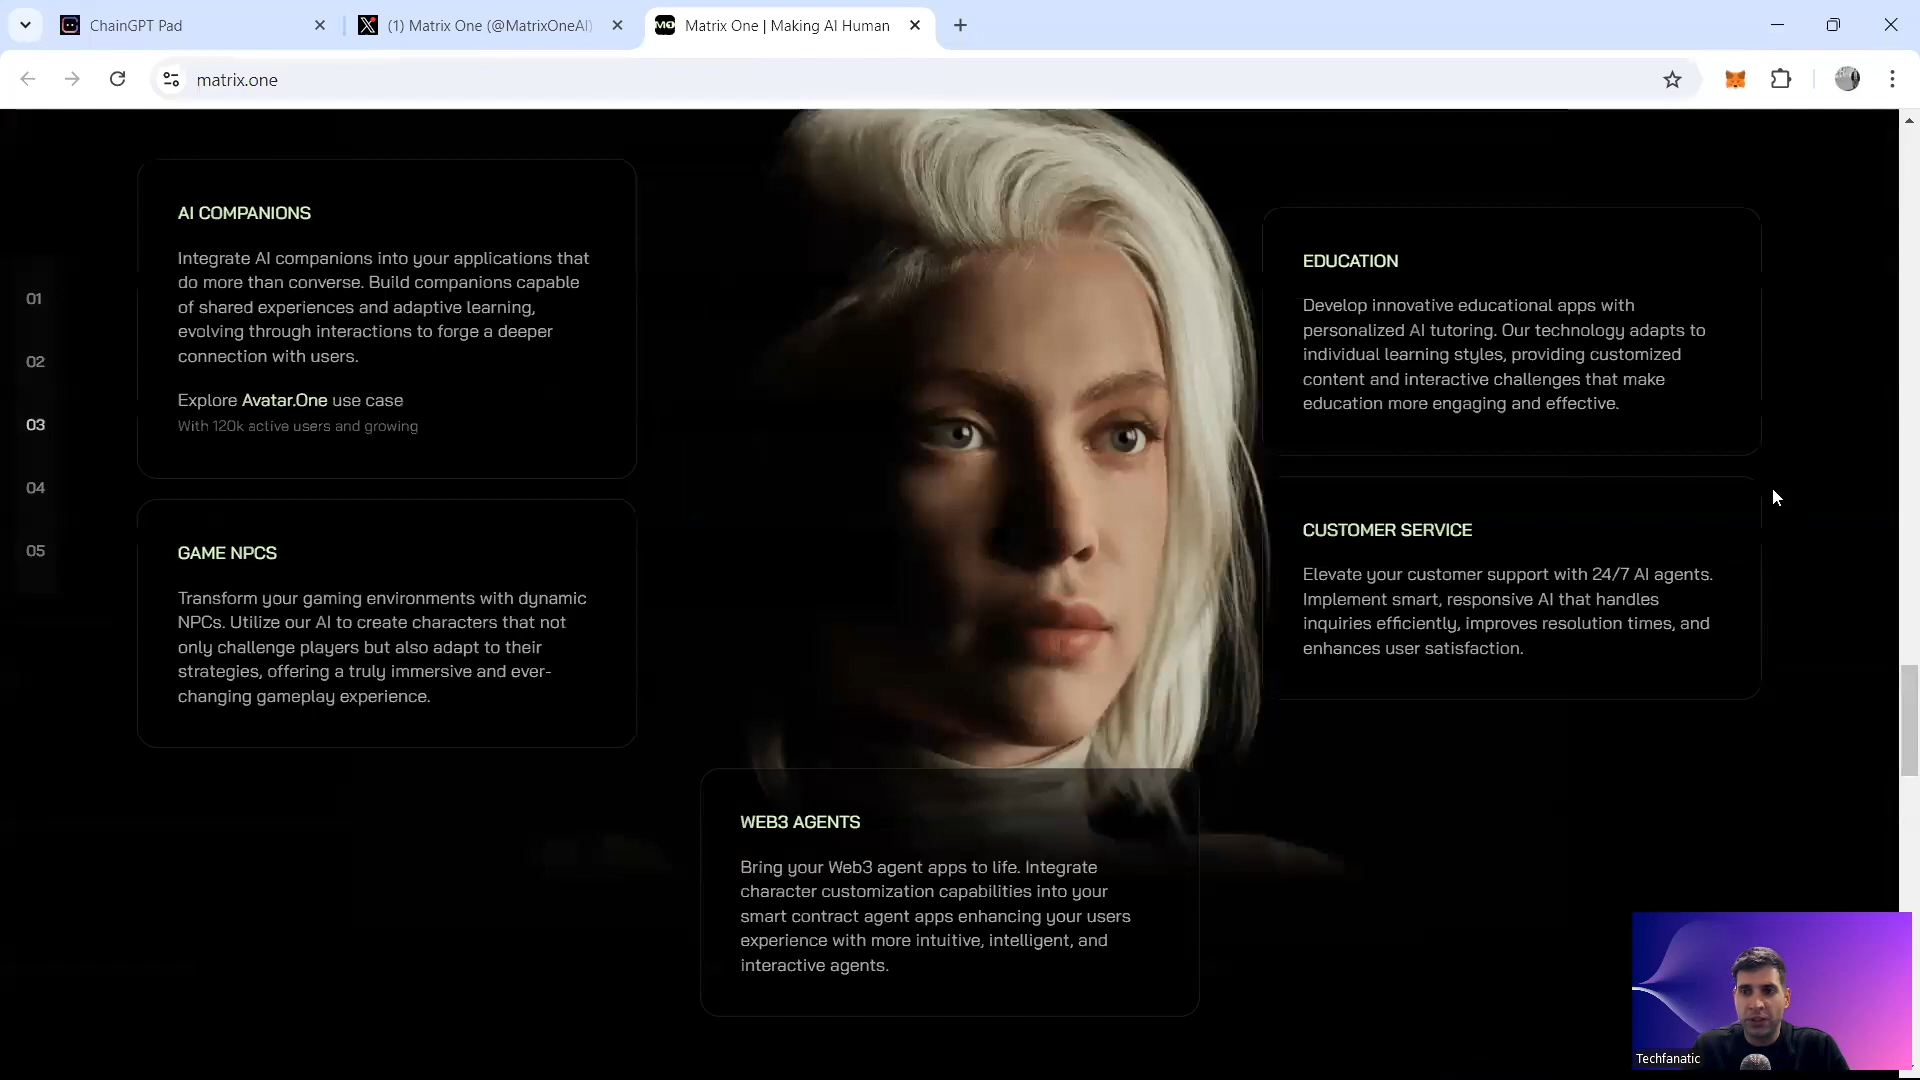 ChainGPT Pad
(1) Matrix One (@MatrixOneAI)
Matrix One | Making AI Human
matrix.one
01
02
03
04
05
AI COMPANIONS
Integrate AI companions into your applications that
do more than converse. Build companions capable
of shared experiences and adaptive learning,
evolving through interactions to forge a deeper
connection with users.
Explore Avatar.One use case
With 120k active users and growing
GAME NPCS
Transform your gaming environments with dynamic
NPCs. Utilize our AI to create characters that not
only challenge players but also adapt to their
strategies, offering a truly immersive and ever-
changing gameplay experience.
EDUCATION
Develop innovative educational apps with
personalized AI tutoring. Our technology adapts to
individual learning styles, providing customized
content and interactive challenges that make
education more engaging and effective.
CUSTOMER SERVICE
Elevate your customer support with 24/7 AI agents.
Implement smart, responsive AI that handles
inquiries efficiently, improves resolution times, and
enhances user satisfaction.
WEB3 AGENTS
Bring your Web3 agent apps to life. Integrate
character customization capabilities into your
smart contract agent apps enhancing your users
experience with more intuitive, intelligent, and
interactive agents.
Techfanatic